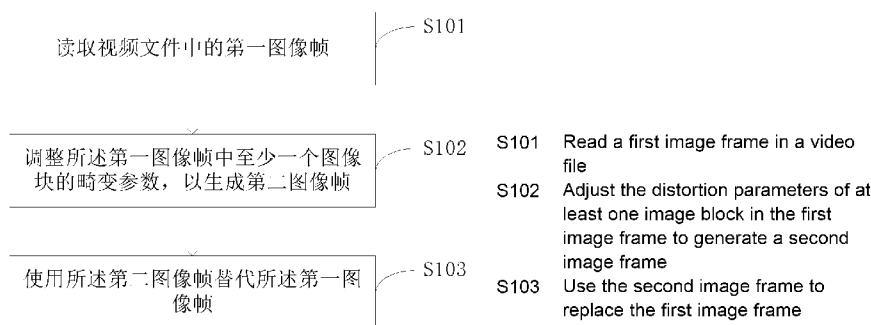 读取视频文件中的第一图像帧
S101
调整所述第一图像帧中至少一个图像
块的畸变参数，以生成第二图像帧
S102
使用所述第二图像帧替代所述第一图
像帧
S103
S101 Read a first image frame in a video
file
S102 Adjust the distortion parameters of at
least one image block in the first
image frame to generate a second
image frame
S103 Use the second image frame to
replace the first image frame